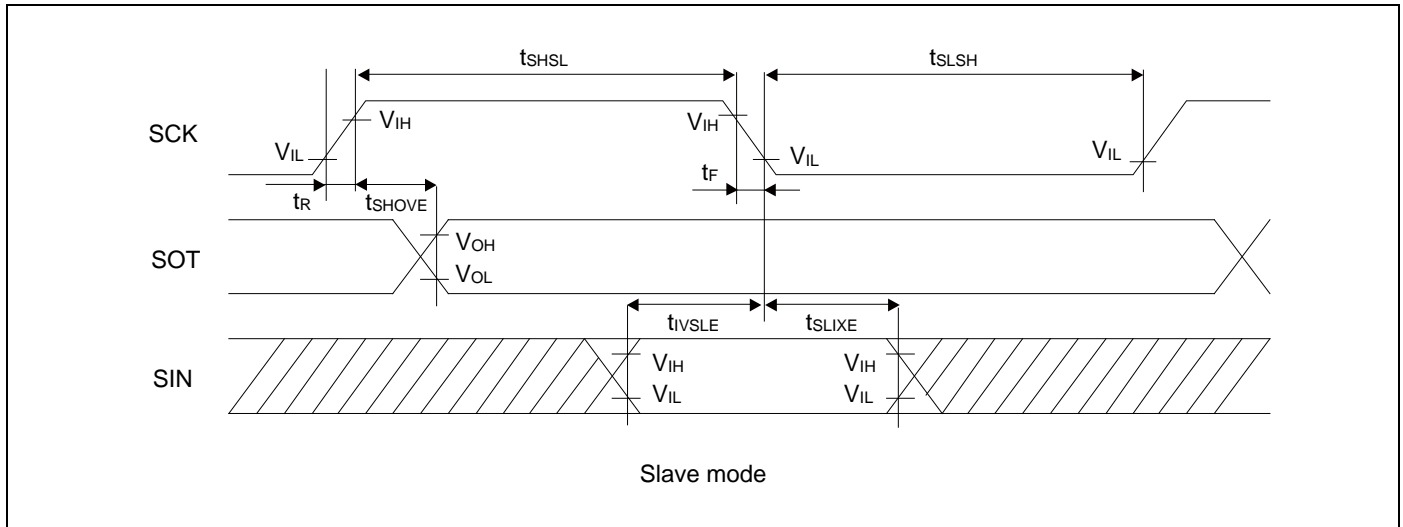 tSHSL
tSLSH
SCK
VIH
VIH
VIL
VIL
VIL
tF
tR
tSHOVE
SOT
VOH
VOL
tIVSLE
tSLIXE
SIN
VIH
VIH
VIL
VIL
Slave mode